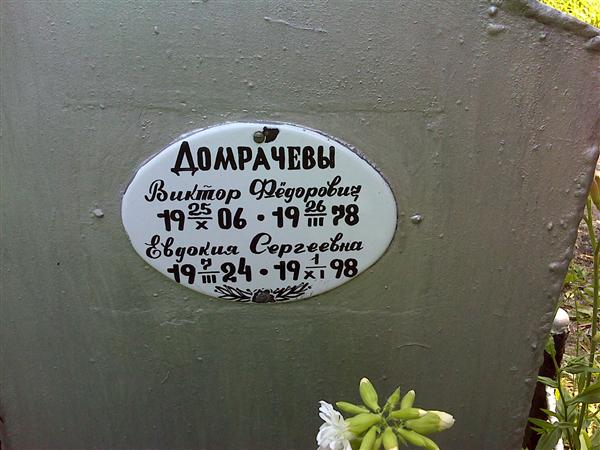 ДОМРАЧЕВЫ
Виктор Фёдорович
19 25/X 06 · 19 26/III 78
Евдокия Сергеевна
19 7/III 24 · 19 1/XI 98